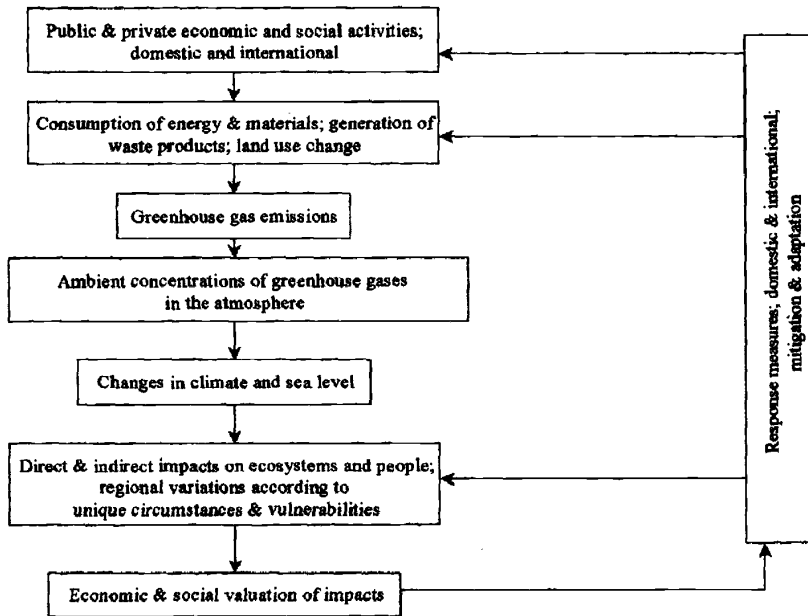 Public & private economic and social activities;
domestic and international
Consumption of energy & materials; generation of
waste products; land use change
Greenhouse gas emissions
Ambient concentrations of greenhouse gases
in the atmosphere
Changes in climate and sea level
Direct & indirect impacts on ecosystems and people;
regional variations according to
unique circumstances & vulnerabilities
Economic & social valuation of impacts
Response measures; domestic & international;
mitigation & adaptation